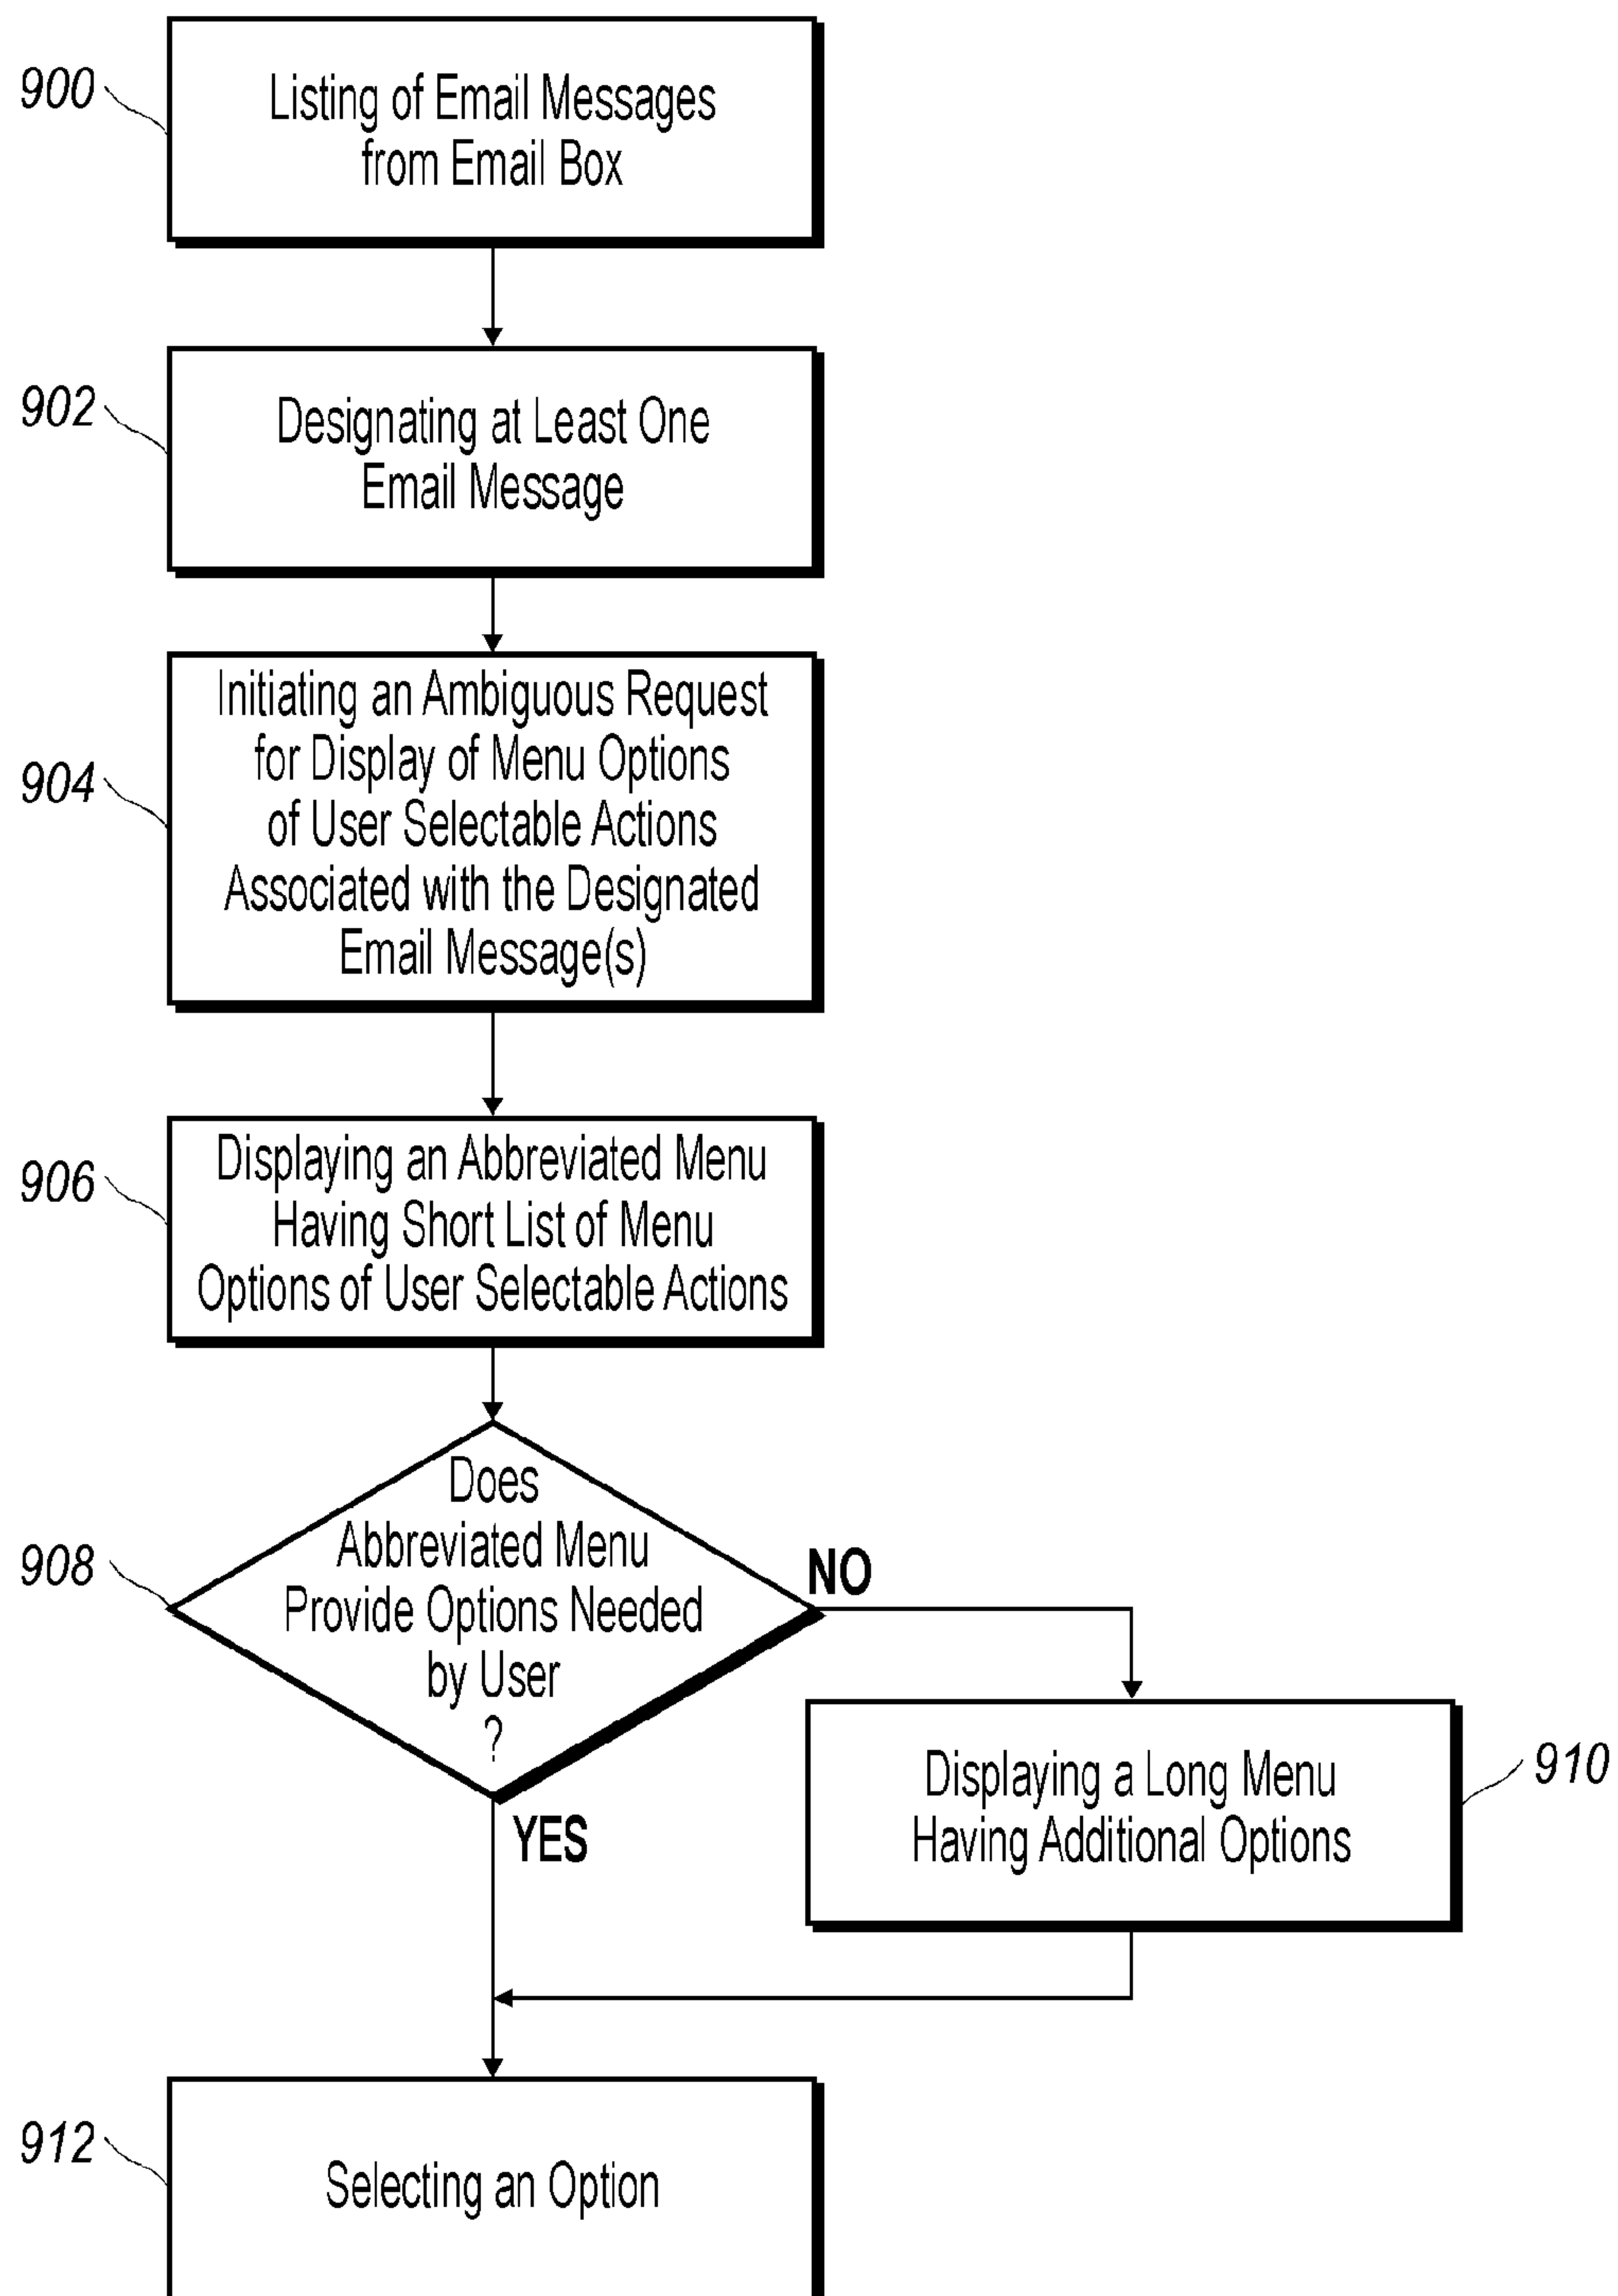 900
Listing of Email Messages
from Email Box
902
Designating at Least One
Email Message
904
Initiating an Ambiguous Request
for Display of Menu Options
of User Selectable Actions
Associated with the Designated
Email Message(s)
906
Displaying an Abbreviated Menu
Having Short List of Menu
Options of User Selectable Actions
908
Does
Abbreviated Menu
Provide Options Needed
by User
?
NO
YES
Displaying a Long Menu
Having Additional Options
910
912
Selecting an Option